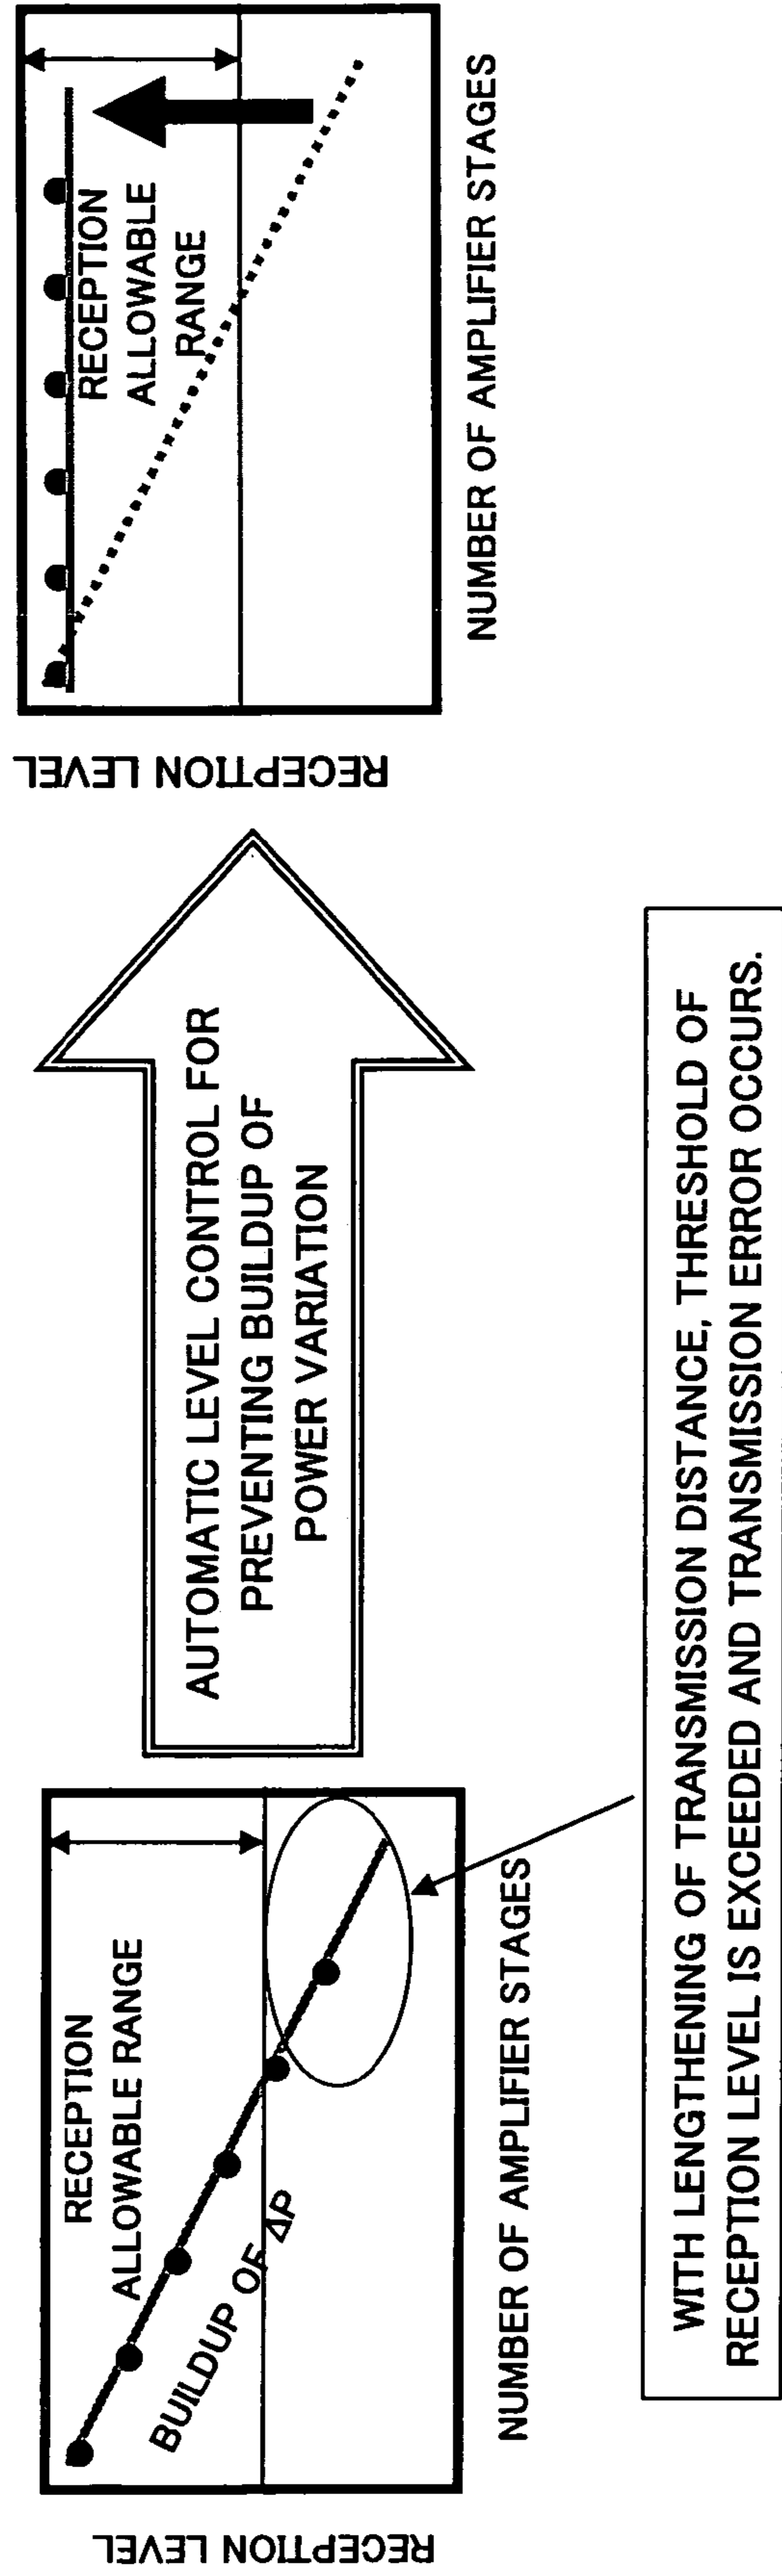 RECEPTION LEVEL
RECEPTION
ALLOWABLE RANGE
BUILDUP OF ΔP
NUMBER OF AMPLIFIER STAGES
AUTOMATIC LEVEL CONTROL FOR
PREVENTING BUILDUP OF
POWER VARIATION
RECEPTION LEVEL
RECEPTION
ALLOWABLE
RANGE
NUMBER OF AMPLIFIER STAGES
WITH LENGTHENING OF TRANSMISSION DISTANCE, THRESHOLD OF
RECEPTION LEVEL IS EXCEEDED AND TRANSMISSION ERROR OCCURS.